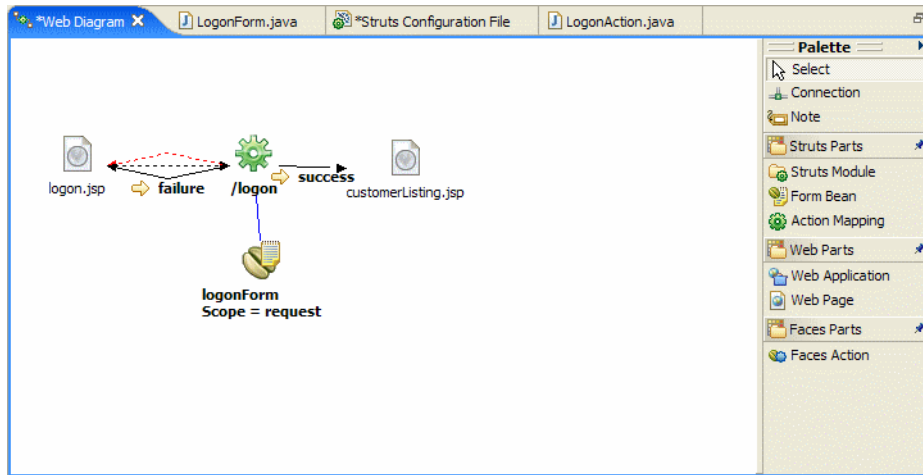 *Web Diagram
LogonForm.java
*Struts Configuration File
LogonAction.java
Palette
Select
Connection
Note
Struts Parts
Struts Module
Form Bean
Action Mapping
Web Parts
Web Application
Web Page
Faces Parts
Faces Action
logon.jsp
failure
/logon
success
customerListing.jsp
logonForm
Scope = request